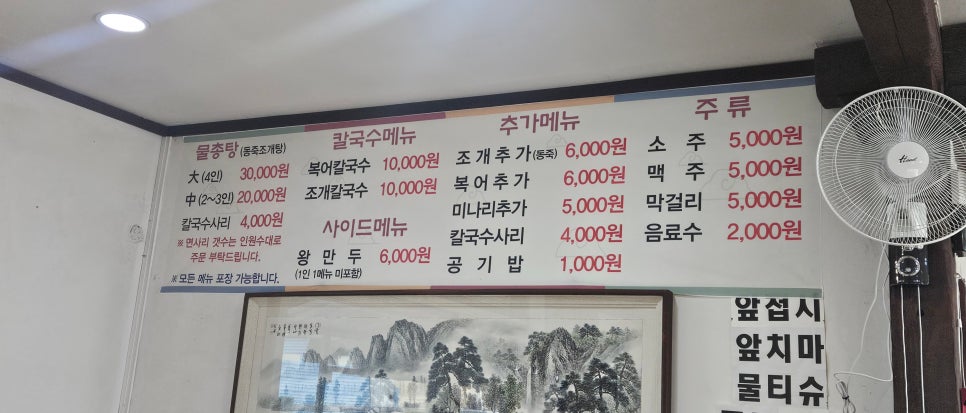 물총탕 (동죽조개탕)
大 (4인) 30,000원
中 (2~3인) 20,000원
칼국수사리 4,000원
※ 면사리 갯수는 인원수대로
주문 부탁드립니다.
※ 모든 메뉴 포장 가능합니다.
칼국수메뉴
복어칼국수 10,000원
조개칼국수 10,000원
사이드메뉴
왕만두 6,000원
(1인 1메뉴 미포함)
추가메뉴
조개추가(동죽) 6,000원
복어추가 6,000원
미나리추가 5,000원
칼국수사리 4,000원
공기밥 1,000원
주류
소주 5,000원
맥주 5,000원
막걸리 5,000원
음료수 2,000원
앞접시
앞치마
물티슈